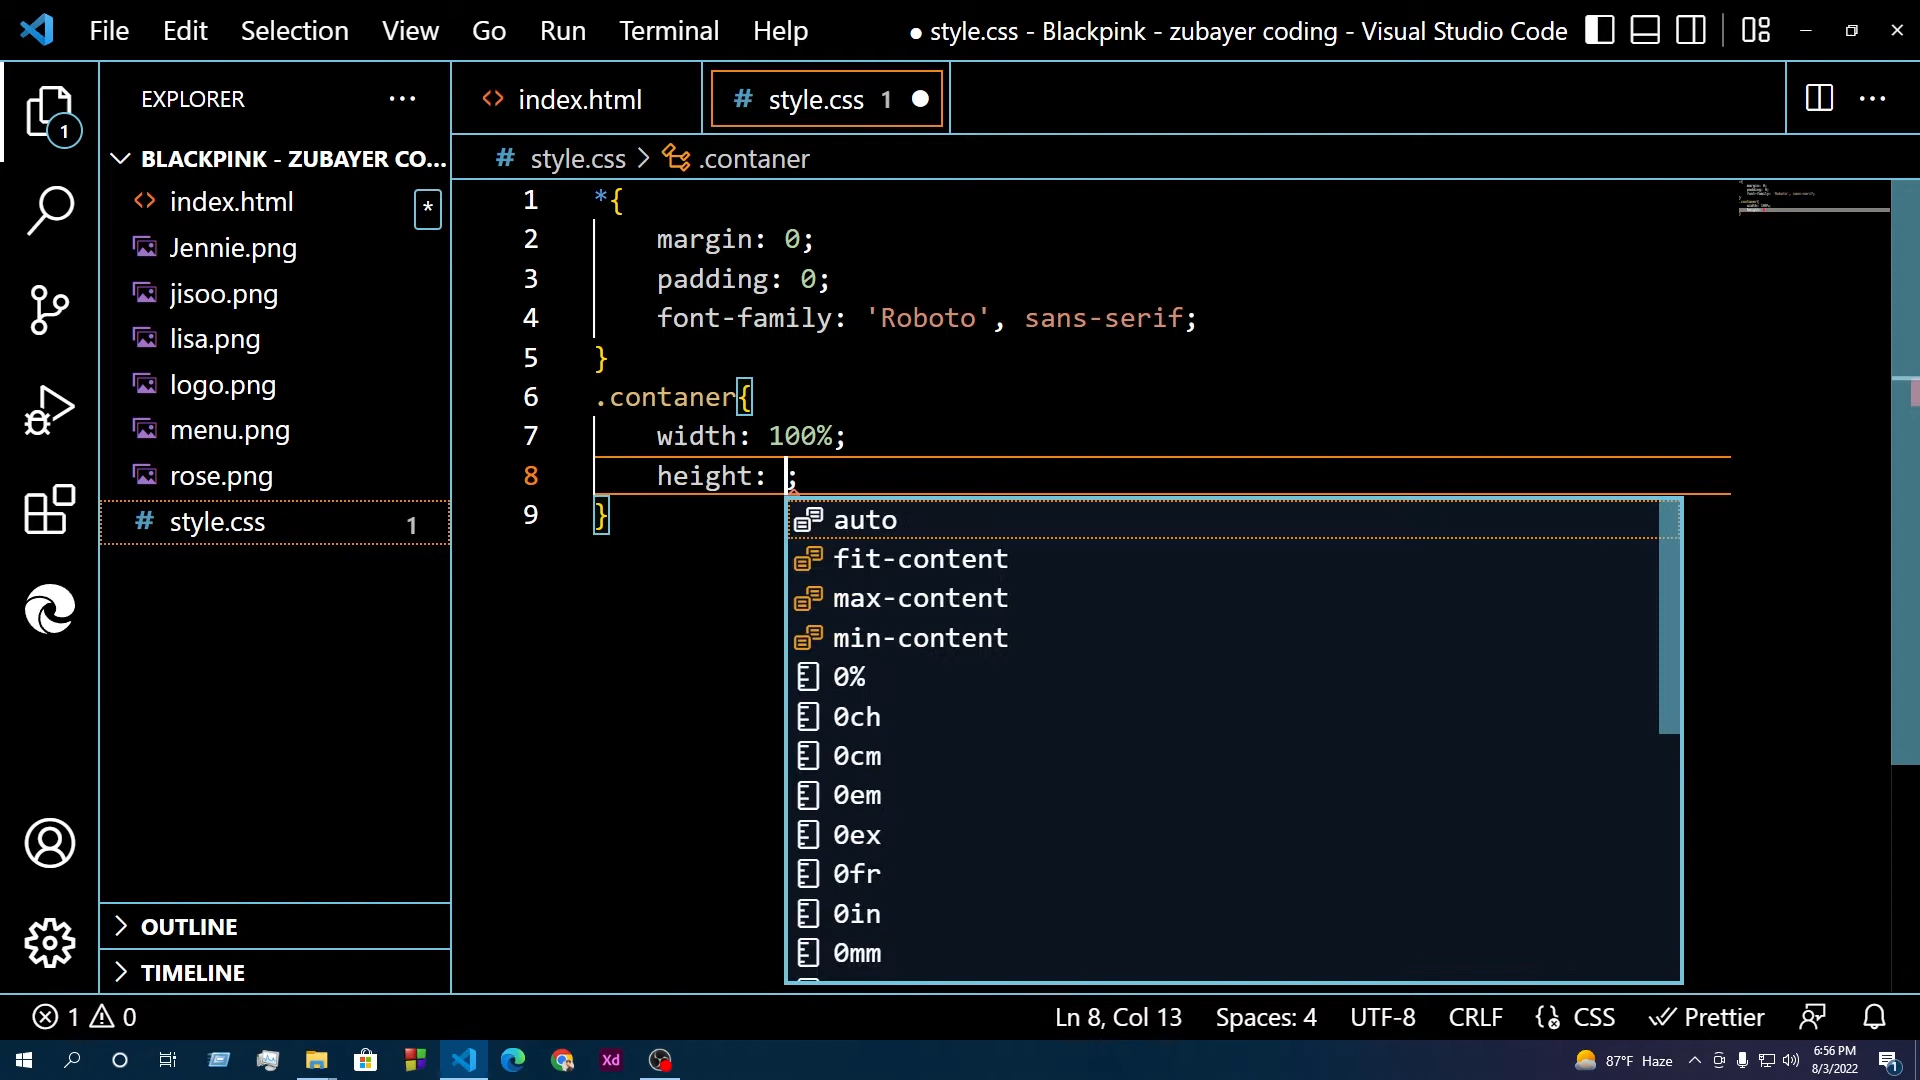 File Edit Selection View Go Run Terminal Help ● style.css - Blackpink - zubayer coding - Visual Studio Code
EXPLORER ...
<> index.html
# style.css 1 ●
BLACKPINK - ZUBAYER CO...
# style.css > .contaner
index.html
*
Jennie.png
jisoo.png
lisa.png
logo.png
menu.png
rose.png
# style.css 1
1 *{
2 margin: 0;
3 padding: 0;
4 font-family: 'Roboto', sans-serif;
5 }
6 .contaner{
7 width: 100%;
8 height: ;
9 }
auto
fit-content
max-content
min-content
0%
0ch
0cm
0em
0ex
0fr
0in
0mm
1
OUTLINE
TIMELINE
1 0 Ln 8, Col 13 Spaces: 4 UTF-8 CRLF CSS Prettier
Xd 87°F Haze 6:56 PM 1
8/3/2022